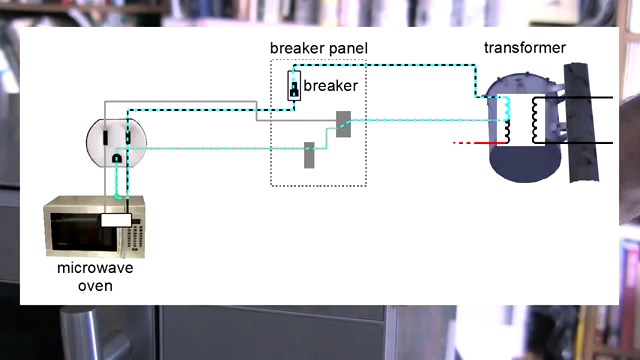 breaker panel
transformer
breaker
microwave
oven